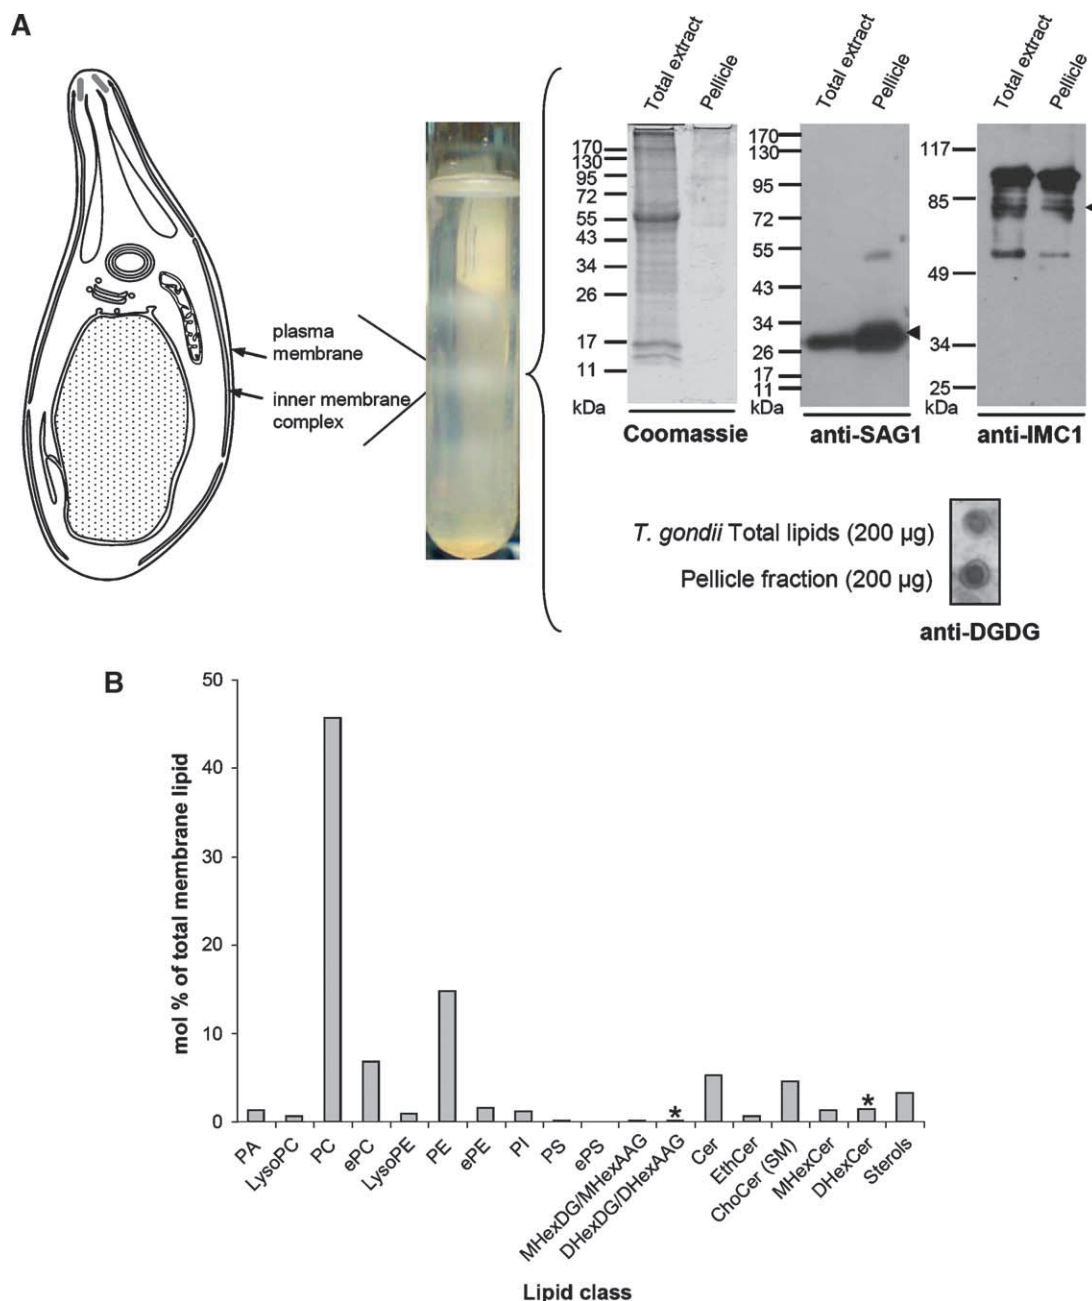 A
plasma
membrane
inner membrane
complex
Total extract
Pellicle
170
130
95
72
55
43
34
26
17
11
kDa
Coomassie
Total extract
Pellicle
170
130
95
72
55
43
34
26
17
11
kDa
anti-SAG1
Total extract
Pellicle
117
85
49
34
25
kDa
anti-IMC1
T. gondii Total lipids (200 µg)
Pellicle fraction (200 µg)
anti-DGDG
B
mol % of total membrane lipid
50
40
30
20
10
0
*
*
PA
LysoPC
PC
ePC
LysoPE
PE
ePE
PI
PS
ePS
MHexDG/MHexAAG
DHexDG/DHexAAG
Cer
EthCer
ChoCer (SM)
MHexCer
DHexCer
Sterols
Lipid class